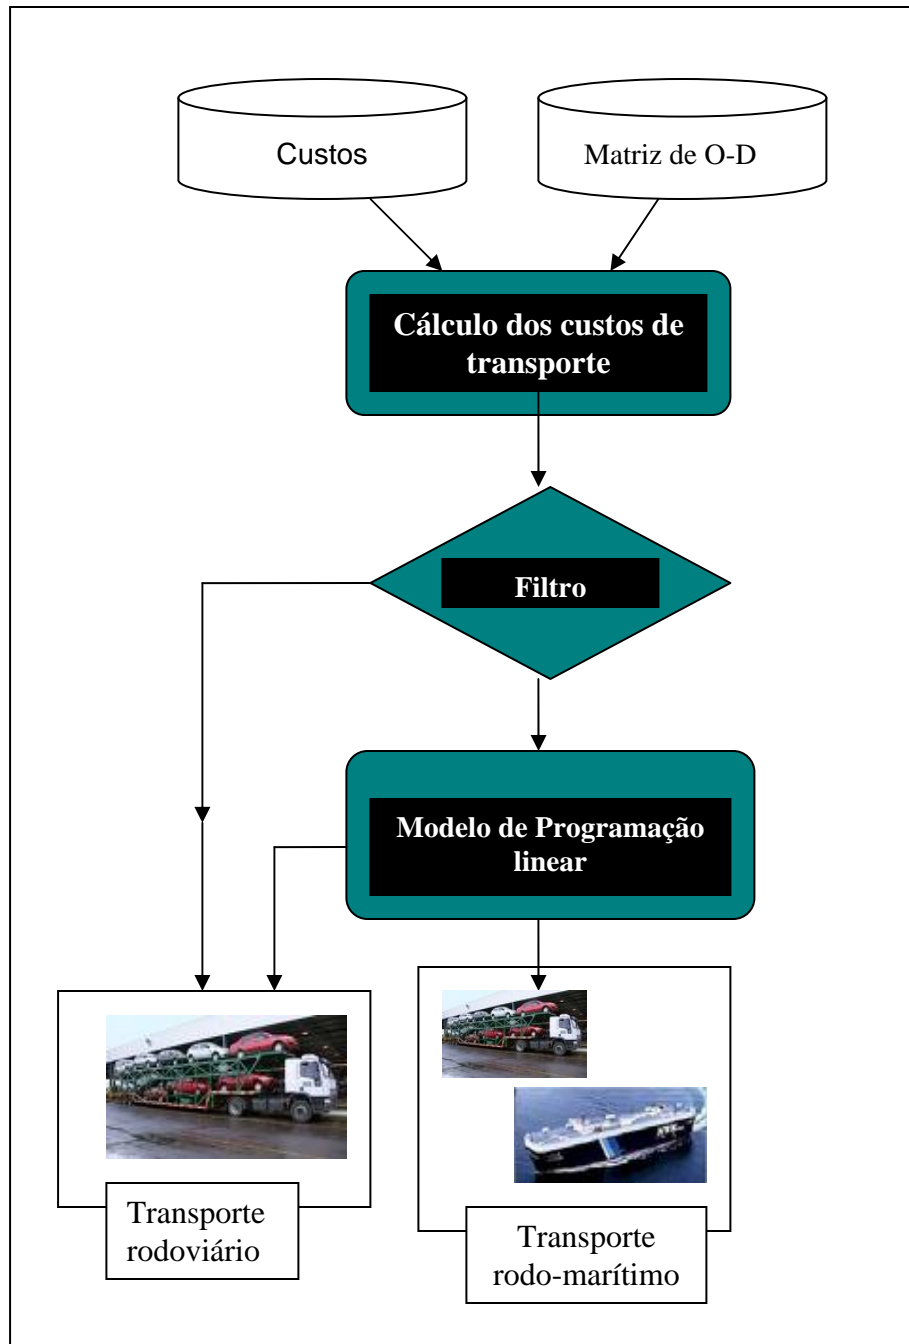 Custos
Matriz de O-D
Cálculo dos custos de
transporte
Filtro
Modelo de Programação
linear
Transporte
rodoviário
Transporte
rodo-marítimo